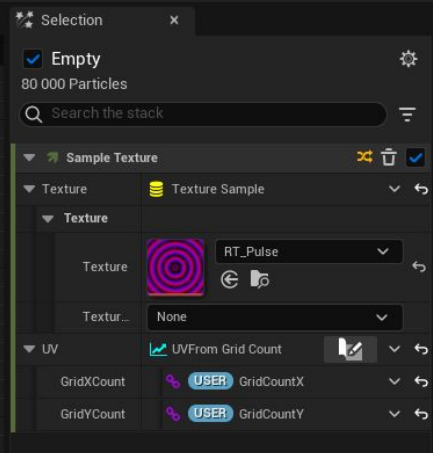 Selection
Empty
80 000 Particles
Search the stack
Sample Texture
Texture Texture Sample
Texture
RT_Pulse
Texture
Textur... None
UV UVFrom Grid Count
GridXCount USER GridCountX
GridYCount USER GridCountY